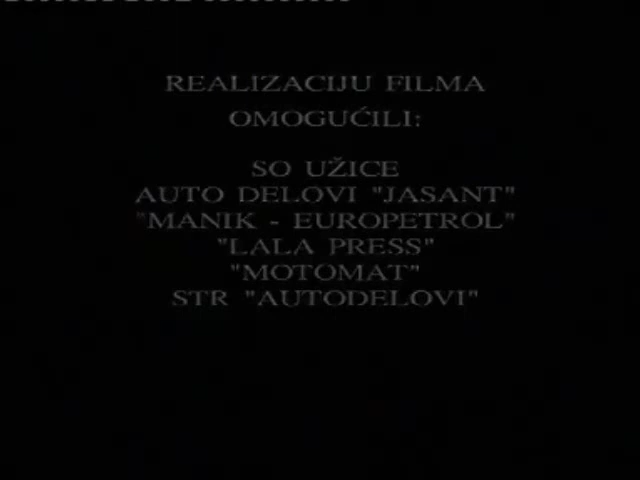 REALIZACIJU FILMA
OMOGUĆILI:
SO UŽICE
AUTO DELOVI "JASANT"
"MANIK - EUROPETROL"
"LALA PRESS"
"MOTOMAT"
STR "AUTODELOVI"